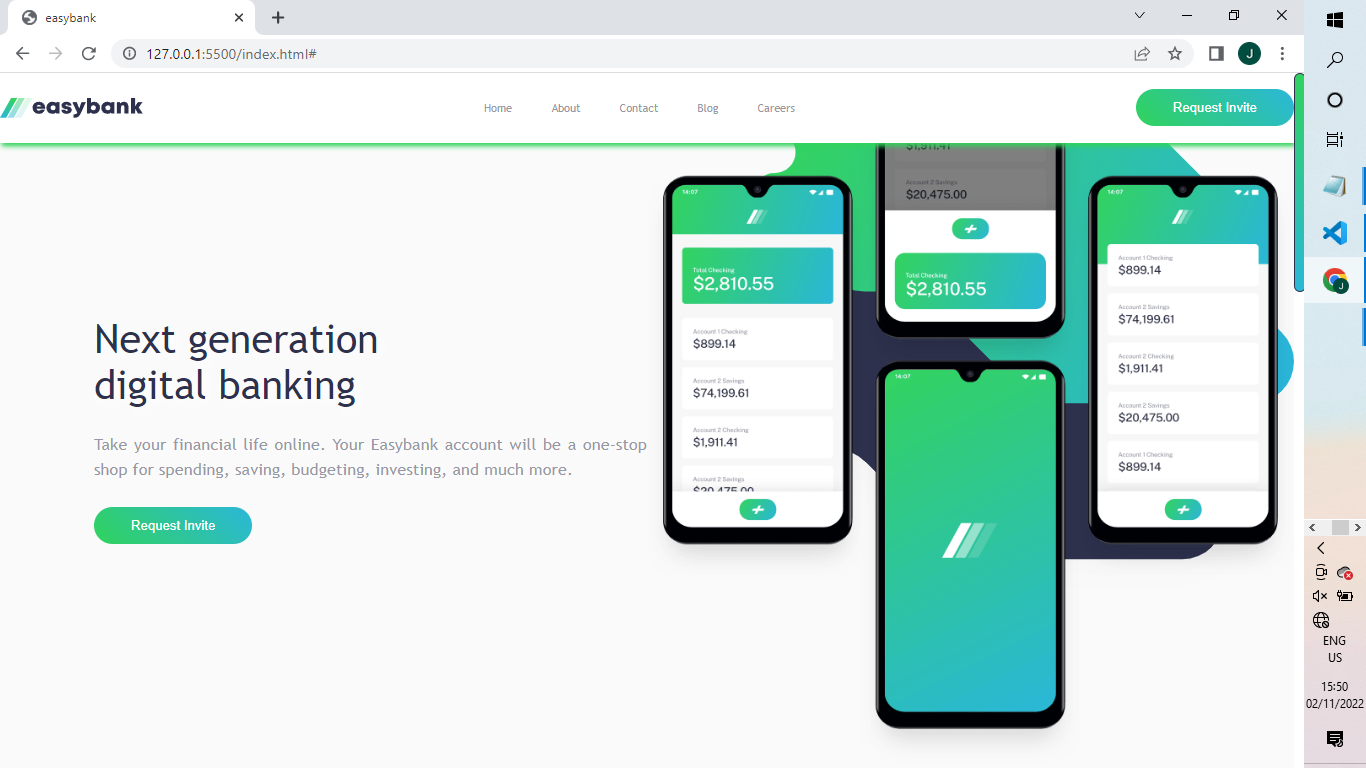 easybank
127.0.0.1:5500/index.html#
J
easybank
Home
About
Contact
Blog
Careers
Request Invite
Next generation
digital banking
Take your financial life online. Your Easybank account will be a one-stop
shop for spending, saving, budgeting, investing, and much more.
Request Invite
14:07
Total Checking
$2,810.55
Account 1 Checking
$899.14
Account 2 Savings
$74,199.61
Account 2 Checking
$1,911.41
Account 2 Savings
$20,475.00
$1,911.41
Account 2 Savings
$20,475.00
Total Checking
$2,810.55
14:07
14:07
Account 1 Checking
$899.14
Account 2 Savings
$74,199.61
Account 2 Checking
$1,911.41
Account 2 Savings
$20,475.00
Account 1 Checking
$899.14
J
ENG
US
15:50
02/11/2022